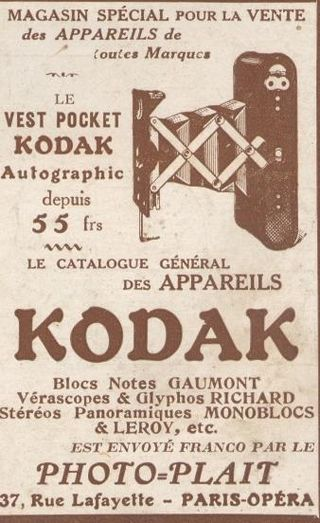 MAGASIN SPÉCIAL POUR LA VENTE
des APPAREILS de
toutes Marques
LE
VEST POCKET
KODAK
Autographic
depuis
55 frs
LE CATALOGUE GÉNÉRAL
DES APPAREILS
KODAK
Blocs Notes GAUMONT
Vérascopes & Glyphos RICHARD
Stéréos Panoramiques MONOBLOCS
& LEROY, etc.
EST ENVOYÉ FRANCO PAR LE
PHOTO=PLAIT
37, Rue Lafayette – PARIS-OPÉRA